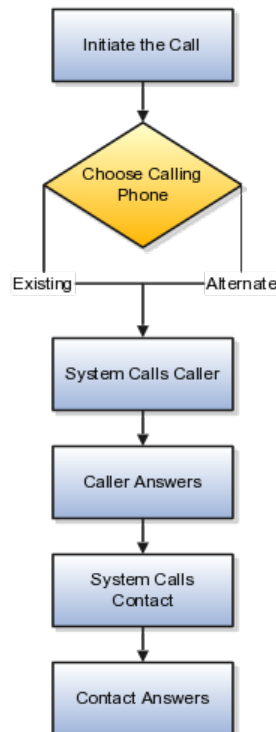 Initiate the Call
Choose Calling
Phone
Existing
Alternate
System Calls Caller
Caller Answers
System Calls
Contact
Contact Answers